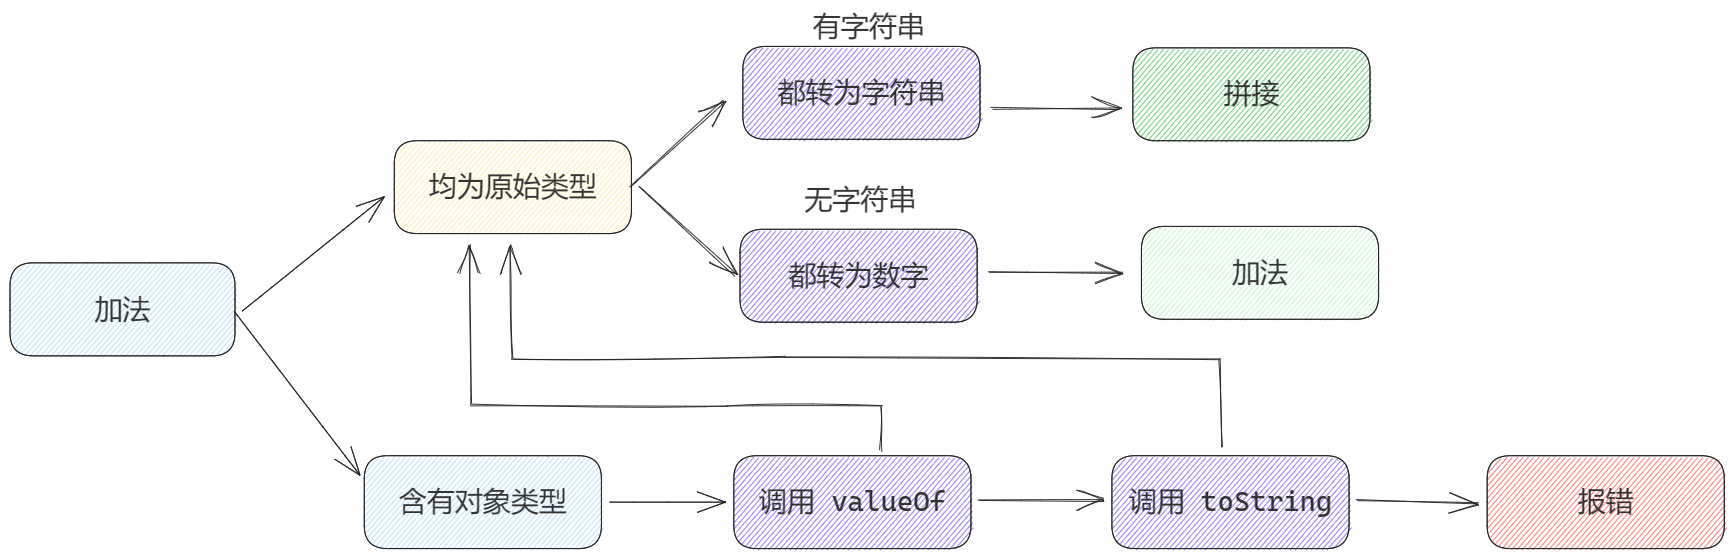 有字符串
都转为字符串
拼接
均为原始类型
无字符串
都转为数字
加法
加法
含有对象类型
调用 valueOf
调用 toString
报错